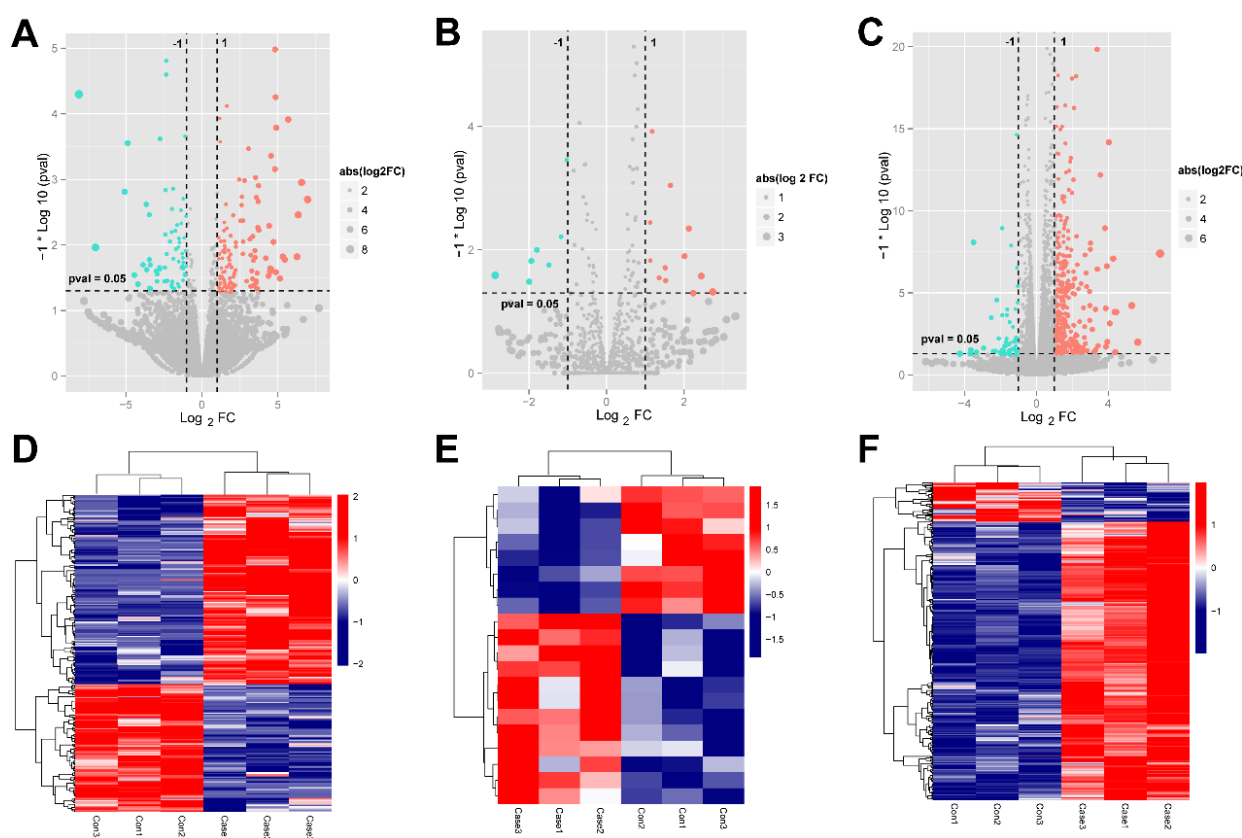 A
-1 1
5
4
3
2
1
0
−1 * Log 10 (pval)
pval = 0.05
−5 0 5
Log 2 FC
abs(log2FC)
2
4
6
8
B
-1 1
4
2
0
−1 * Log 10 (pval)
pval = 0.05
−2 0 2
Log 2 FC
abs(log 2 FC)
1
2
3
C
-1 1
20
15
10
5
0
−1 * Log 10 (pval)
pval = 0.05
−4 0 4
Log 2 FC
abs(log2FC)
2
4
6
D
2
1
0
−1
−2
Con3 Con1 Con2 Case
E
1.5
1
0.5
0
−0.5
−1
−1.5
Case3 Case1 Case2 Con2 Con1 Con3
F
1
0
−1
Con1 Con2 Con3 Case3 Case1 Case2